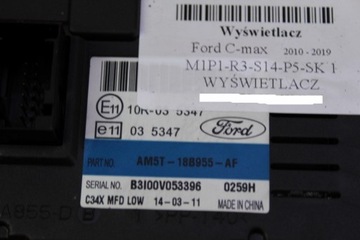 Wyświetlacz
Ford C-max 2010 - 2019
M1P1-R3-S14-P5-SK 1
WYŚWIETLACZ
E11 10R-03 5347
e11 03 5347
Ford
PART NO. AM5T-18B955-AF
SERIAL NO. B3I00V053396 0259H
C34X MFD LOW 14-03-11 MADE IN CHINA